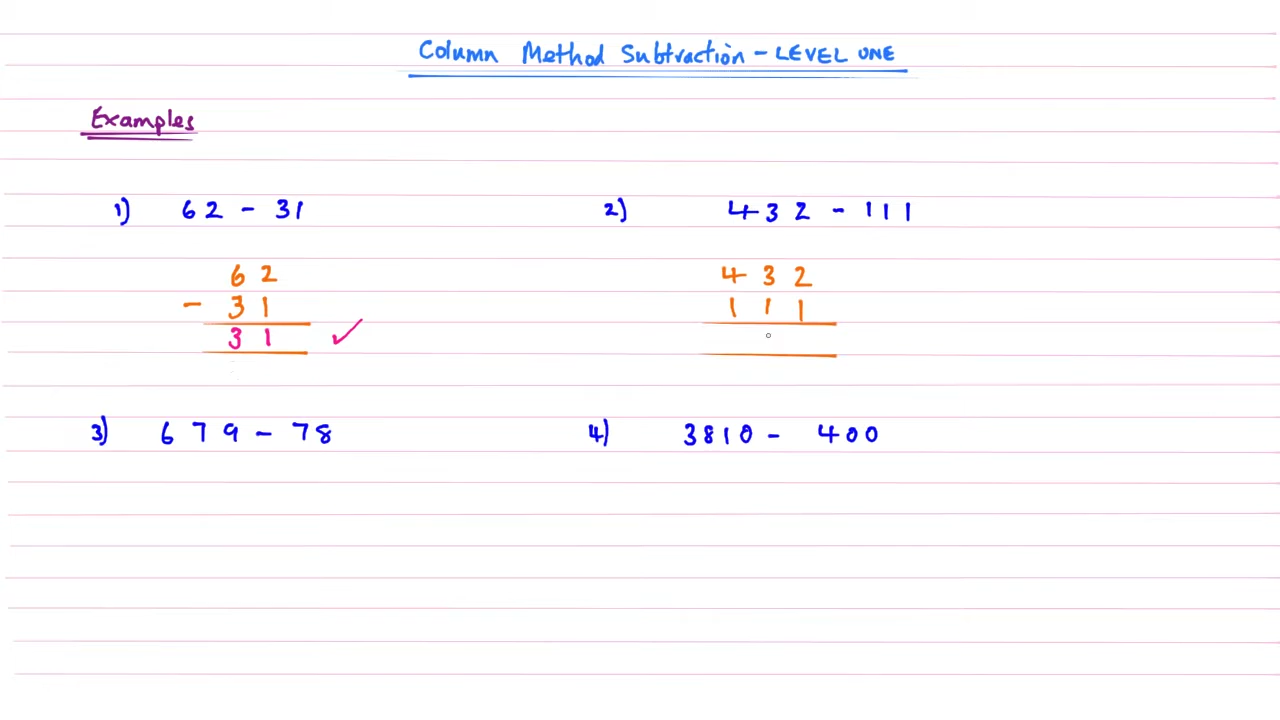 Column Method Subtraction - LEVEL ONE
Examples
1) 62 - 31
2) 432 - 111
62
- 31
31 ✓
432
111
3) 679 - 78
4) 3810 - 400